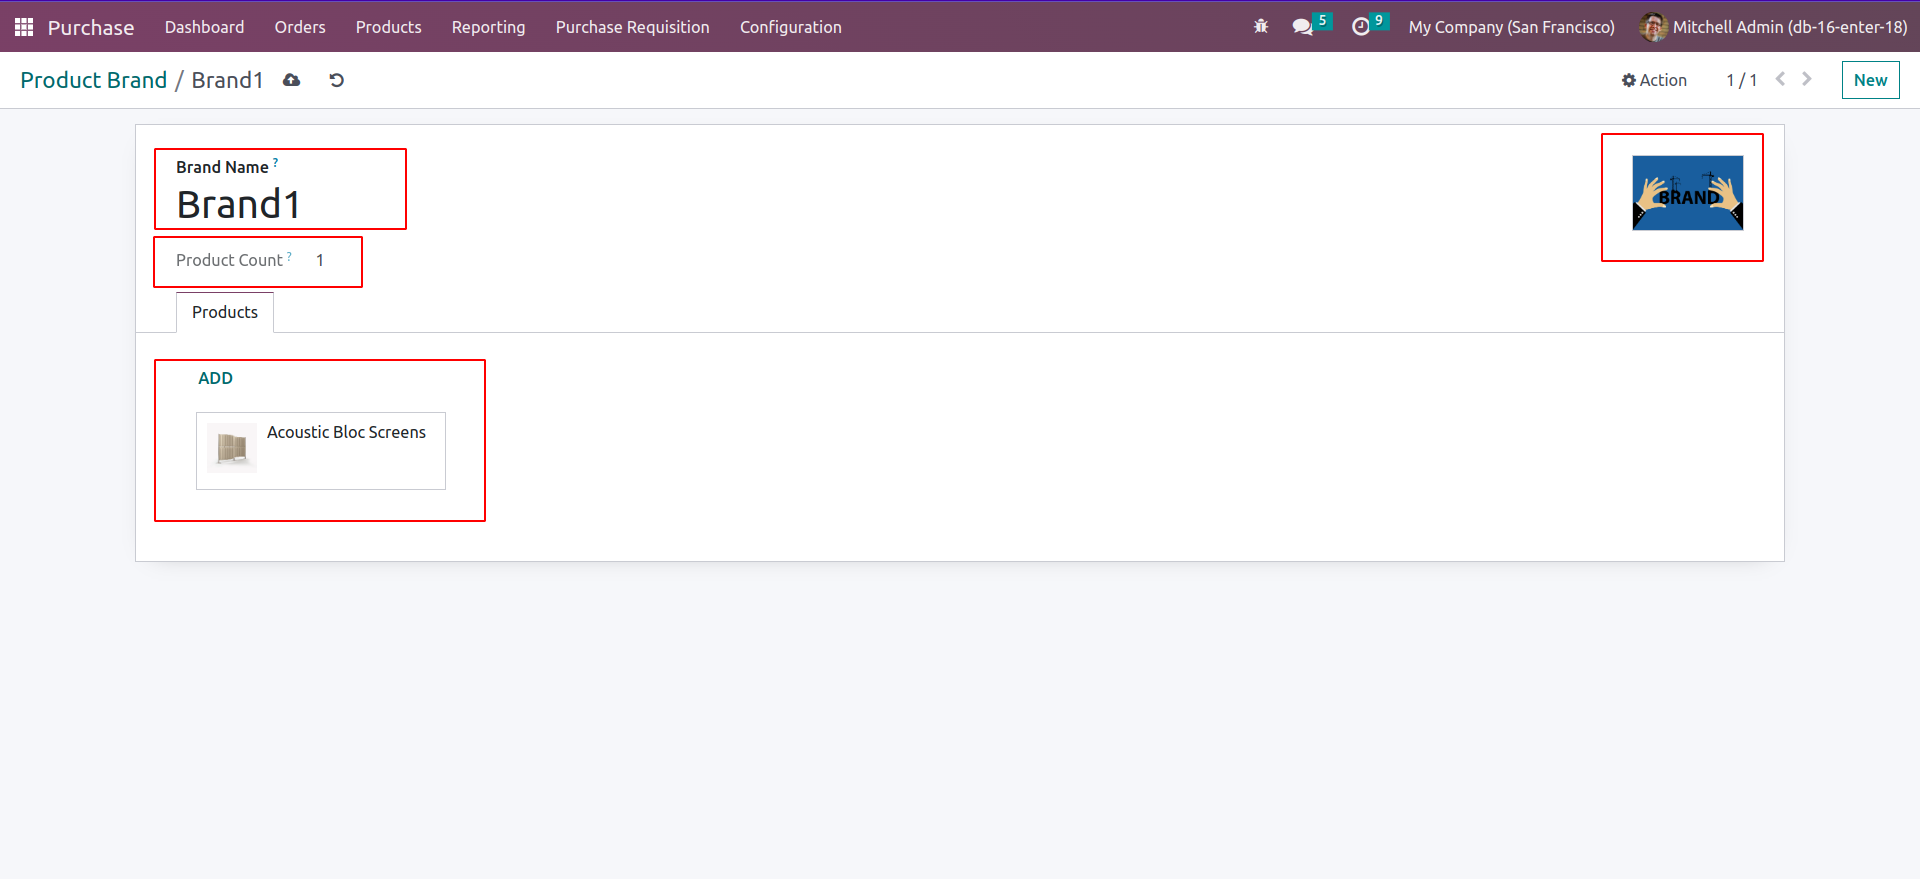 Purchase Dashboard Orders Products Reporting Purchase Requisition Configuration 5 9 My Company (San Francisco) Mitchell Admin (db-16-enter-18)
Product Brand / Brand1 Action 1 / 1 New
Brand Name ?
Brand1
BRAND
Product Count ? 1
Products
ADD
Acoustic Bloc Screens